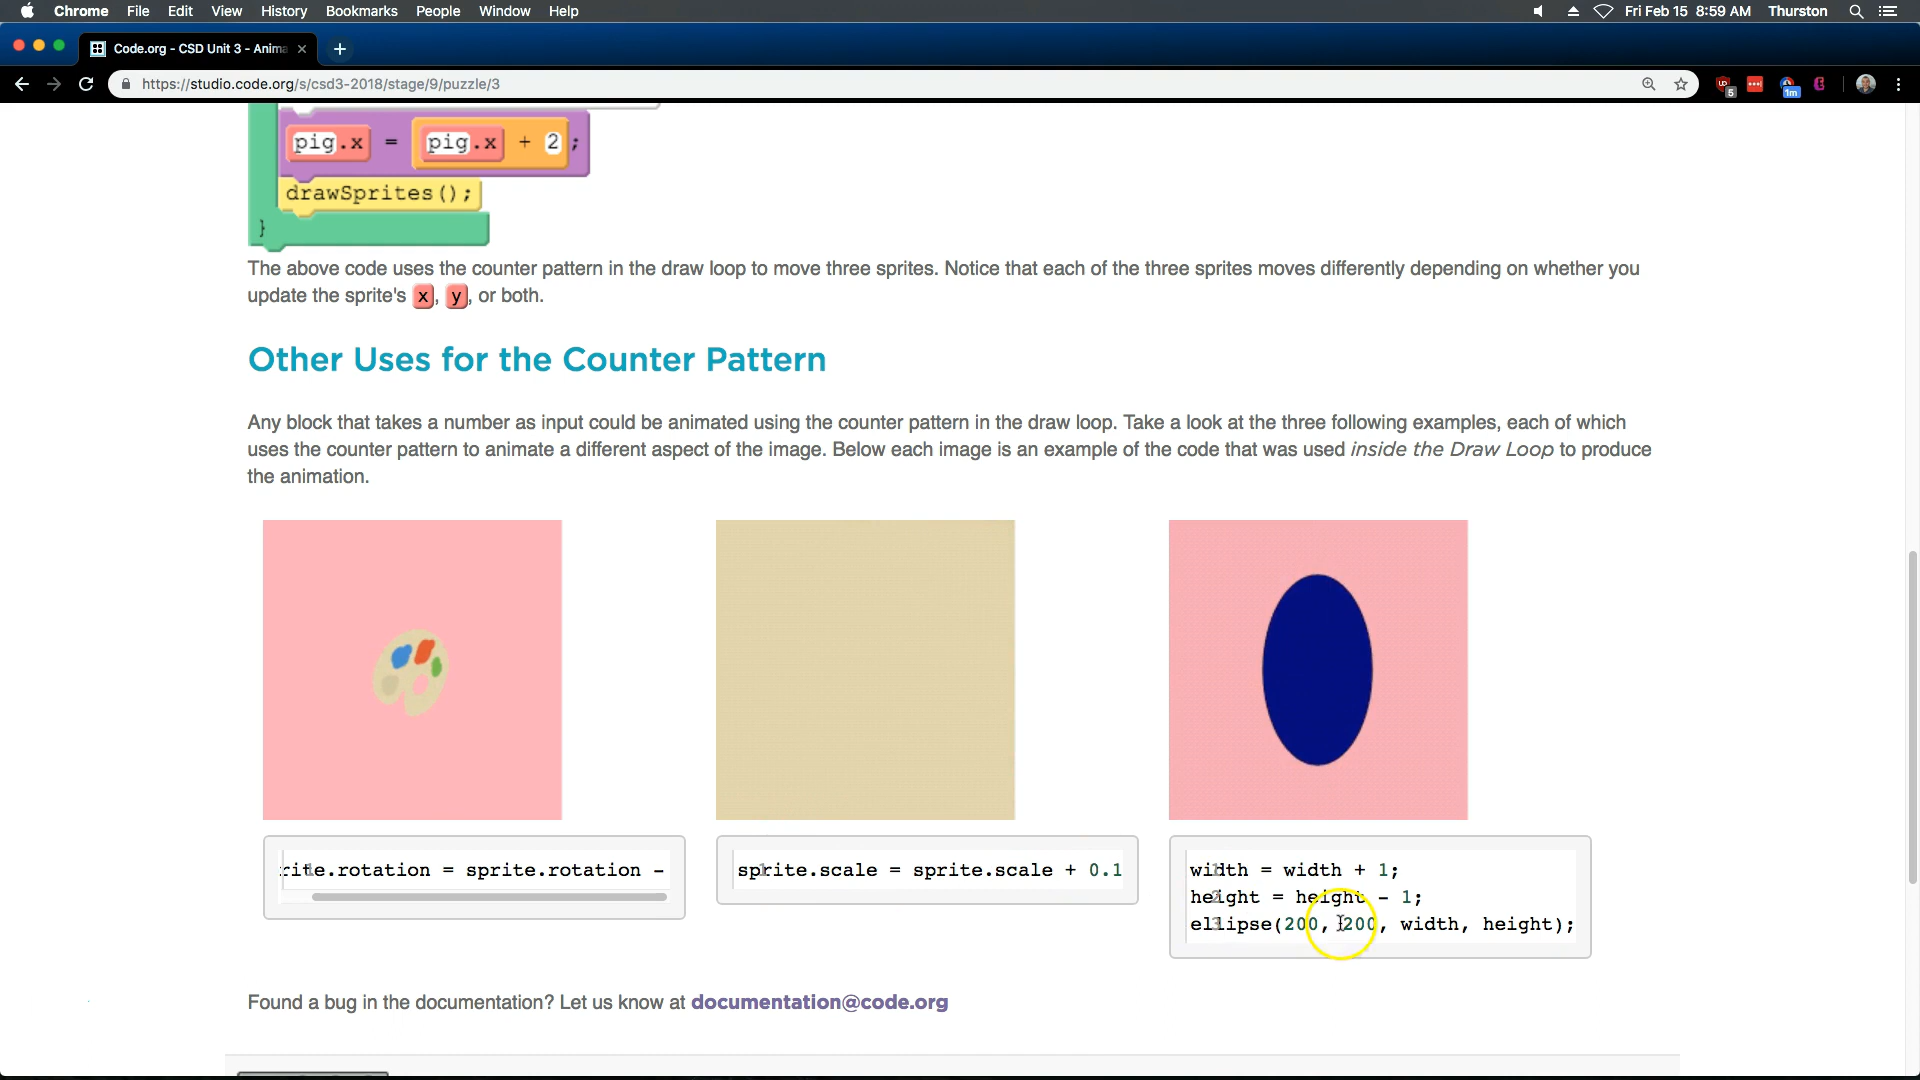 Chrome File Edit View History Bookmarks People Window Help Fri Feb 15 8:59 AM Thurston
Code.org - CSD Unit 3 - Anima
https://studio.code.org/s/csd3-2018/stage/9/puzzle/3
5
1m
pig.x = pig.x + 2;
drawSprites();
}
The above code uses the counter pattern in the draw loop to move three sprites. Notice that each of the three sprites moves differently depending on whether you
update the sprite's x, y, or both.
Other Uses for the Counter Pattern
Any block that takes a number as input could be animated using the counter pattern in the draw loop. Take a look at the three following examples, each of which
uses the counter pattern to animate a different aspect of the image. Below each image is an example of the code that was used inside the Draw Loop to produce
the animation.
rite.rotation = sprite.rotation -
sprite.scale = sprite.scale + 0.1
width = width + 1;
height = height - 1;
ellipse(200, 200, width, height);
Found a bug in the documentation? Let us know at documentation@code.org